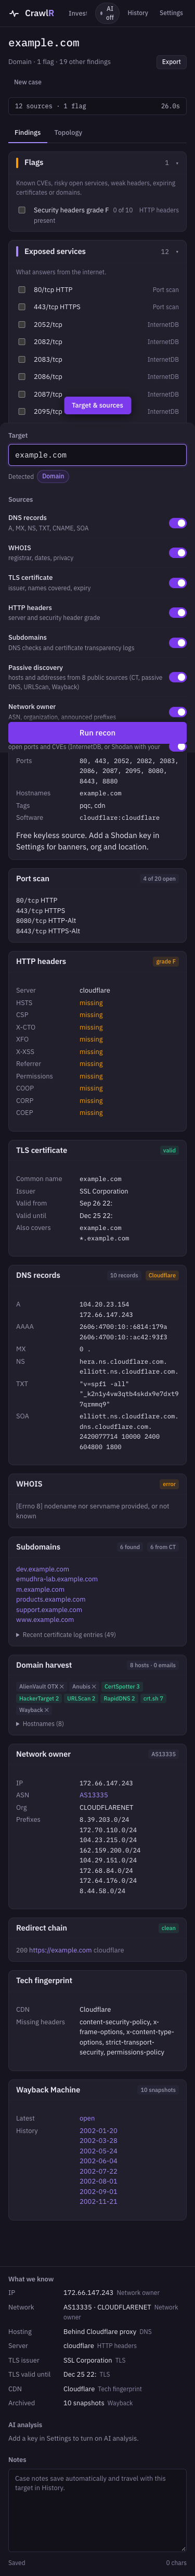 CrawlR
Invest
AI off
History
Settings
example.com
Domain · 1 flag · 19 other findings
Export
New case
12 sources · 1 flag
26.0s
Findings
Topology
Flags
1
Known CVEs, risky open services, weak headers, expiring certificates or domains.
Security headers grade F 0 of 10 present
HTTP headers
Exposed services
12
What answers from the internet.
80/tcp HTTP
Port scan
443/tcp HTTPS
Port scan
2052/tcp
InternetDB
2082/tcp
InternetDB
2083/tcp
InternetDB
2086/tcp
InternetDB
2087/tcp
InternetDB
2095/tcp
InternetDB
Target & sources
Target
example.com
Detected
Domain
Sources
DNS records
A, MX, NS, TXT, CNAME, SOA
WHOIS
registrar, dates, privacy
TLS certificate
issuer, names covered, expiry
HTTP headers
server and security header grade
Subdomains
DNS checks and certificate transparency logs
Passive discovery
hosts and addresses from 8 public sources (CT, passive DNS, URLScan, Wayback)
Network owner
ASN, organization, announced prefixes
Run recon
open ports and CVEs (InternetDB, or Shodan with your
Ports
80, 443, 2052, 2082, 2083,
2086, 2087, 2095, 8080,
8443, 8880
Hostnames
example.com
Tags
pqc, cdn
Software
cloudflare:cloudflare
Free keyless source. Add a Shodan key in
Settings for banners, org and location.
Port scan
4 of 20 open
80/tcp HTTP
443/tcp HTTPS
8080/tcp HTTP-Alt
8443/tcp HTTPS-Alt
HTTP headers
grade F
Server
cloudflare
HSTS
missing
CSP
missing
X-CTO
missing
XFO
missing
X-XSS
missing
Referrer
missing
Permissions
missing
COOP
missing
CORP
missing
COEP
missing
TLS certificate
valid
Common name
example.com
Issuer
SSL Corporation
Valid from
Sep 26 22:
Valid until
Dec 25 22:
Also covers
example.com
*.example.com
DNS records
10 records
Cloudflare
A
104.20.23.154
172.66.147.243
AAAA
2606:4700:10::6814:179a
2606:4700:10::ac42:93f3
MX
0 .
NS
hera.ns.cloudflare.com.
elliott.ns.cloudflare.com.
TXT
"v=spf1 -all"
"_k2n1y4vw3qtb4skdx9e7dxt97qrmmq9"
SOA
elliott.ns.cloudflare.com.
dns.cloudflare.com.
2420077714 10000 2400
604800 1800
WHOIS
error
[Errno 8] nodename nor servname provided, or not known
Subdomains
6 found
6 from CT
dev.example.com
emudhra-lab.example.com
m.example.com
products.example.com
support.example.com
www.example.com
Recent certificate log entries (49)
Domain harvest
8 hosts · 0 emails
AlienVault OTX ✕
Anubis ✕
CertSpotter 3
HackerTarget 2
URLScan 2
RapidDNS 2
crt.sh 7
Wayback ✕
Hostnames (8)
Network owner
AS13335
IP
172.66.147.243
ASN
AS13335
Org
CLOUDFLARENET
Prefixes
8.39.203.0/24
172.70.110.0/24
104.23.215.0/24
162.159.200.0/24
104.29.151.0/24
172.68.84.0/24
172.64.176.0/24
8.44.58.0/24
Redirect chain
clean
200 https://example.com cloudflare
Tech fingerprint
CDN
Cloudflare
Missing headers
content-security-policy, x-frame-options, x-content-type-options, strict-transport-security, permissions-policy
Wayback Machine
10 snapshots
Latest
open
History
2002-01-20
2002-03-28
2002-05-24
2002-06-04
2002-07-22
2002-08-01
2002-09-01
2002-11-21
What we know
IP
172.66.147.243 Network owner
Network
AS13335 · CLOUDFLARENET Network owner
Hosting
Behind Cloudflare proxy DNS
Server
cloudflare HTTP headers
TLS issuer
SSL Corporation TLS
TLS valid until
Dec 25 22: TLS
CDN
Cloudflare Tech fingerprint
Archived
10 snapshots Wayback
AI analysis
Add a key in Settings to turn on AI analysis.
Notes
Case notes save automatically and travel with this target in History.
Saved
0 chars